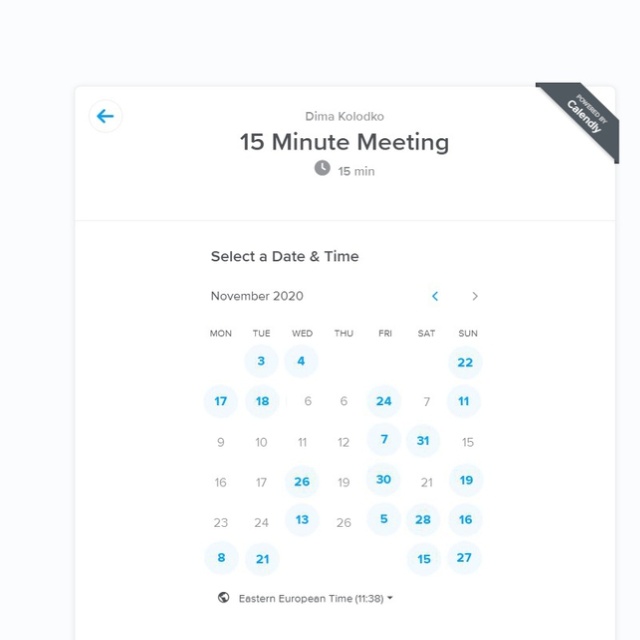 POWERED BY
Calendly
Dima Kolodko
15 Minute Meeting
15 min
Select a Date & Time
November 2020
MON TUE WED THU FRI SAT SUN
3 4 22
17 18 6 6 24 7 11
9 10 11 12 7 31 15
16 17 26 19 30 21 19
23 24 13 26 5 28 16
8 21 15 27
Eastern European Time (11:38)